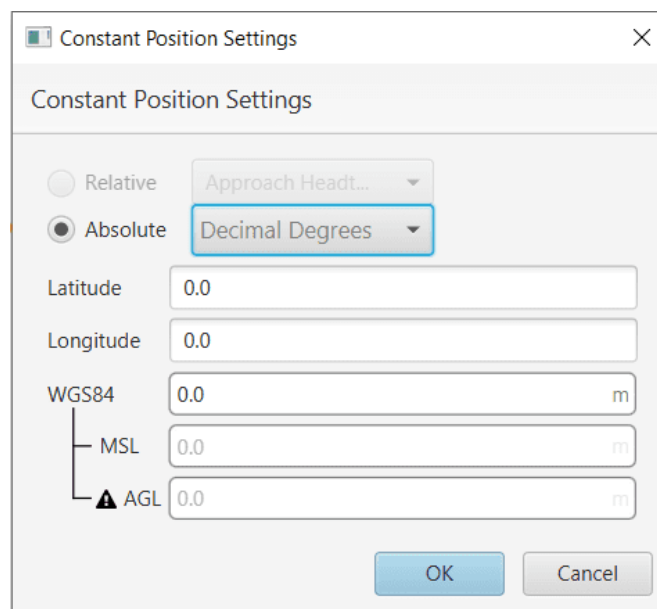 Constant Position Settings
Constant Position Settings
Relative Approach Headt...
Absolute Decimal Degrees
Latitude 0.0
Longitude 0.0
WGS84 0.0 m
MSL 0.0 m
AGL 0.0 m
OK Cancel